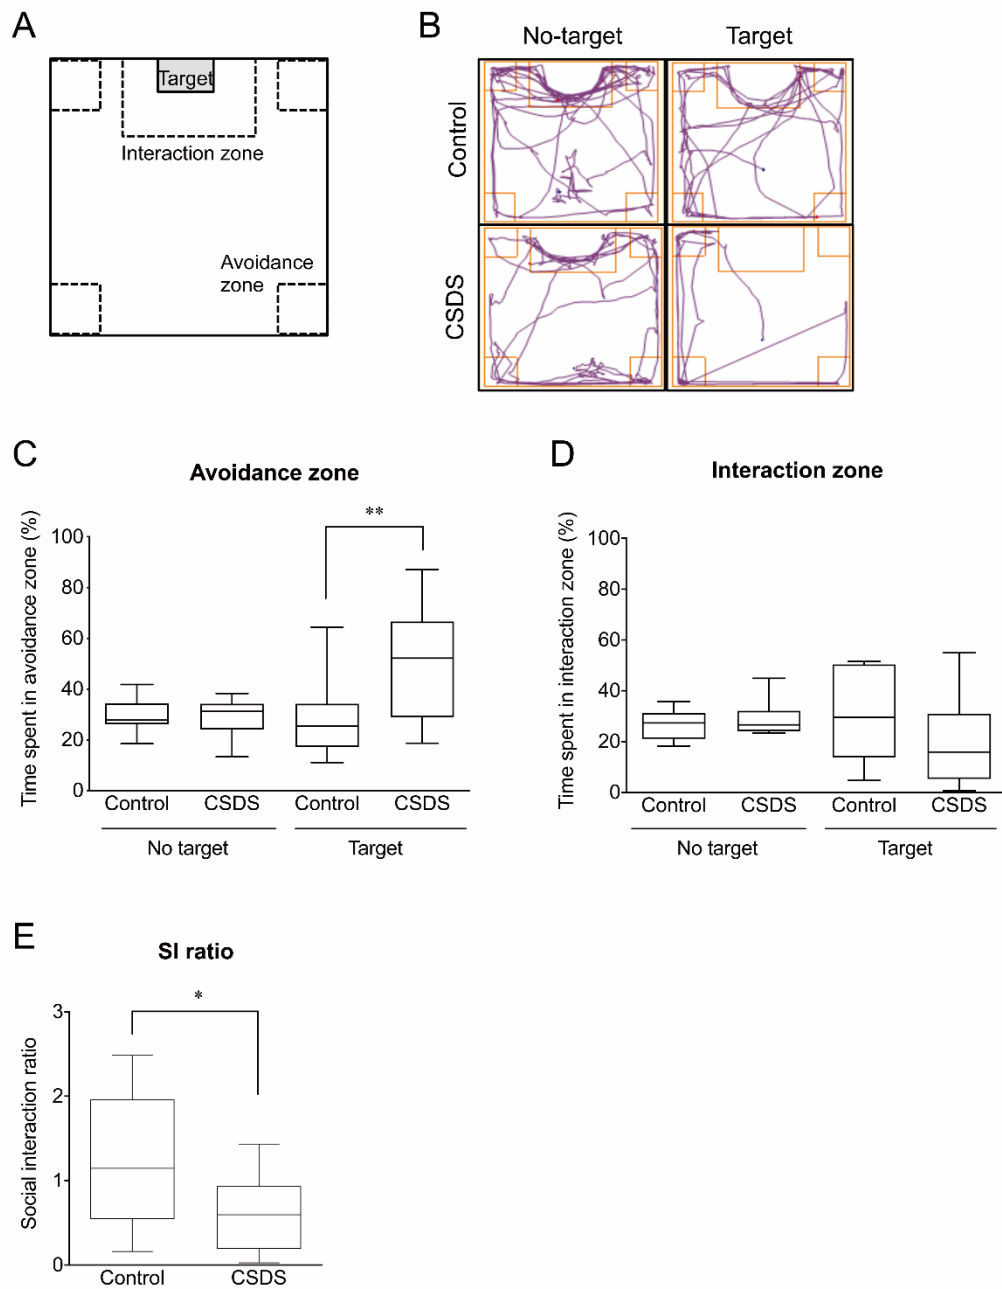 A
Target
Interaction zone
Avoidance
zone
B
No-target
Target
Control
CSDS
C
Avoidance zone
Time spent in avoidance zone (%)
100
80
60
40
20
0
**
Control
CSDS
Control
CSDS
No target
Target
D
Interaction zone
Time spent in interaction zone (%)
100
80
60
40
20
0
Control
CSDS
Control
CSDS
No target
Target
E
SI ratio
Social interaction ratio
3
2
1
0
*
Control
CSDS